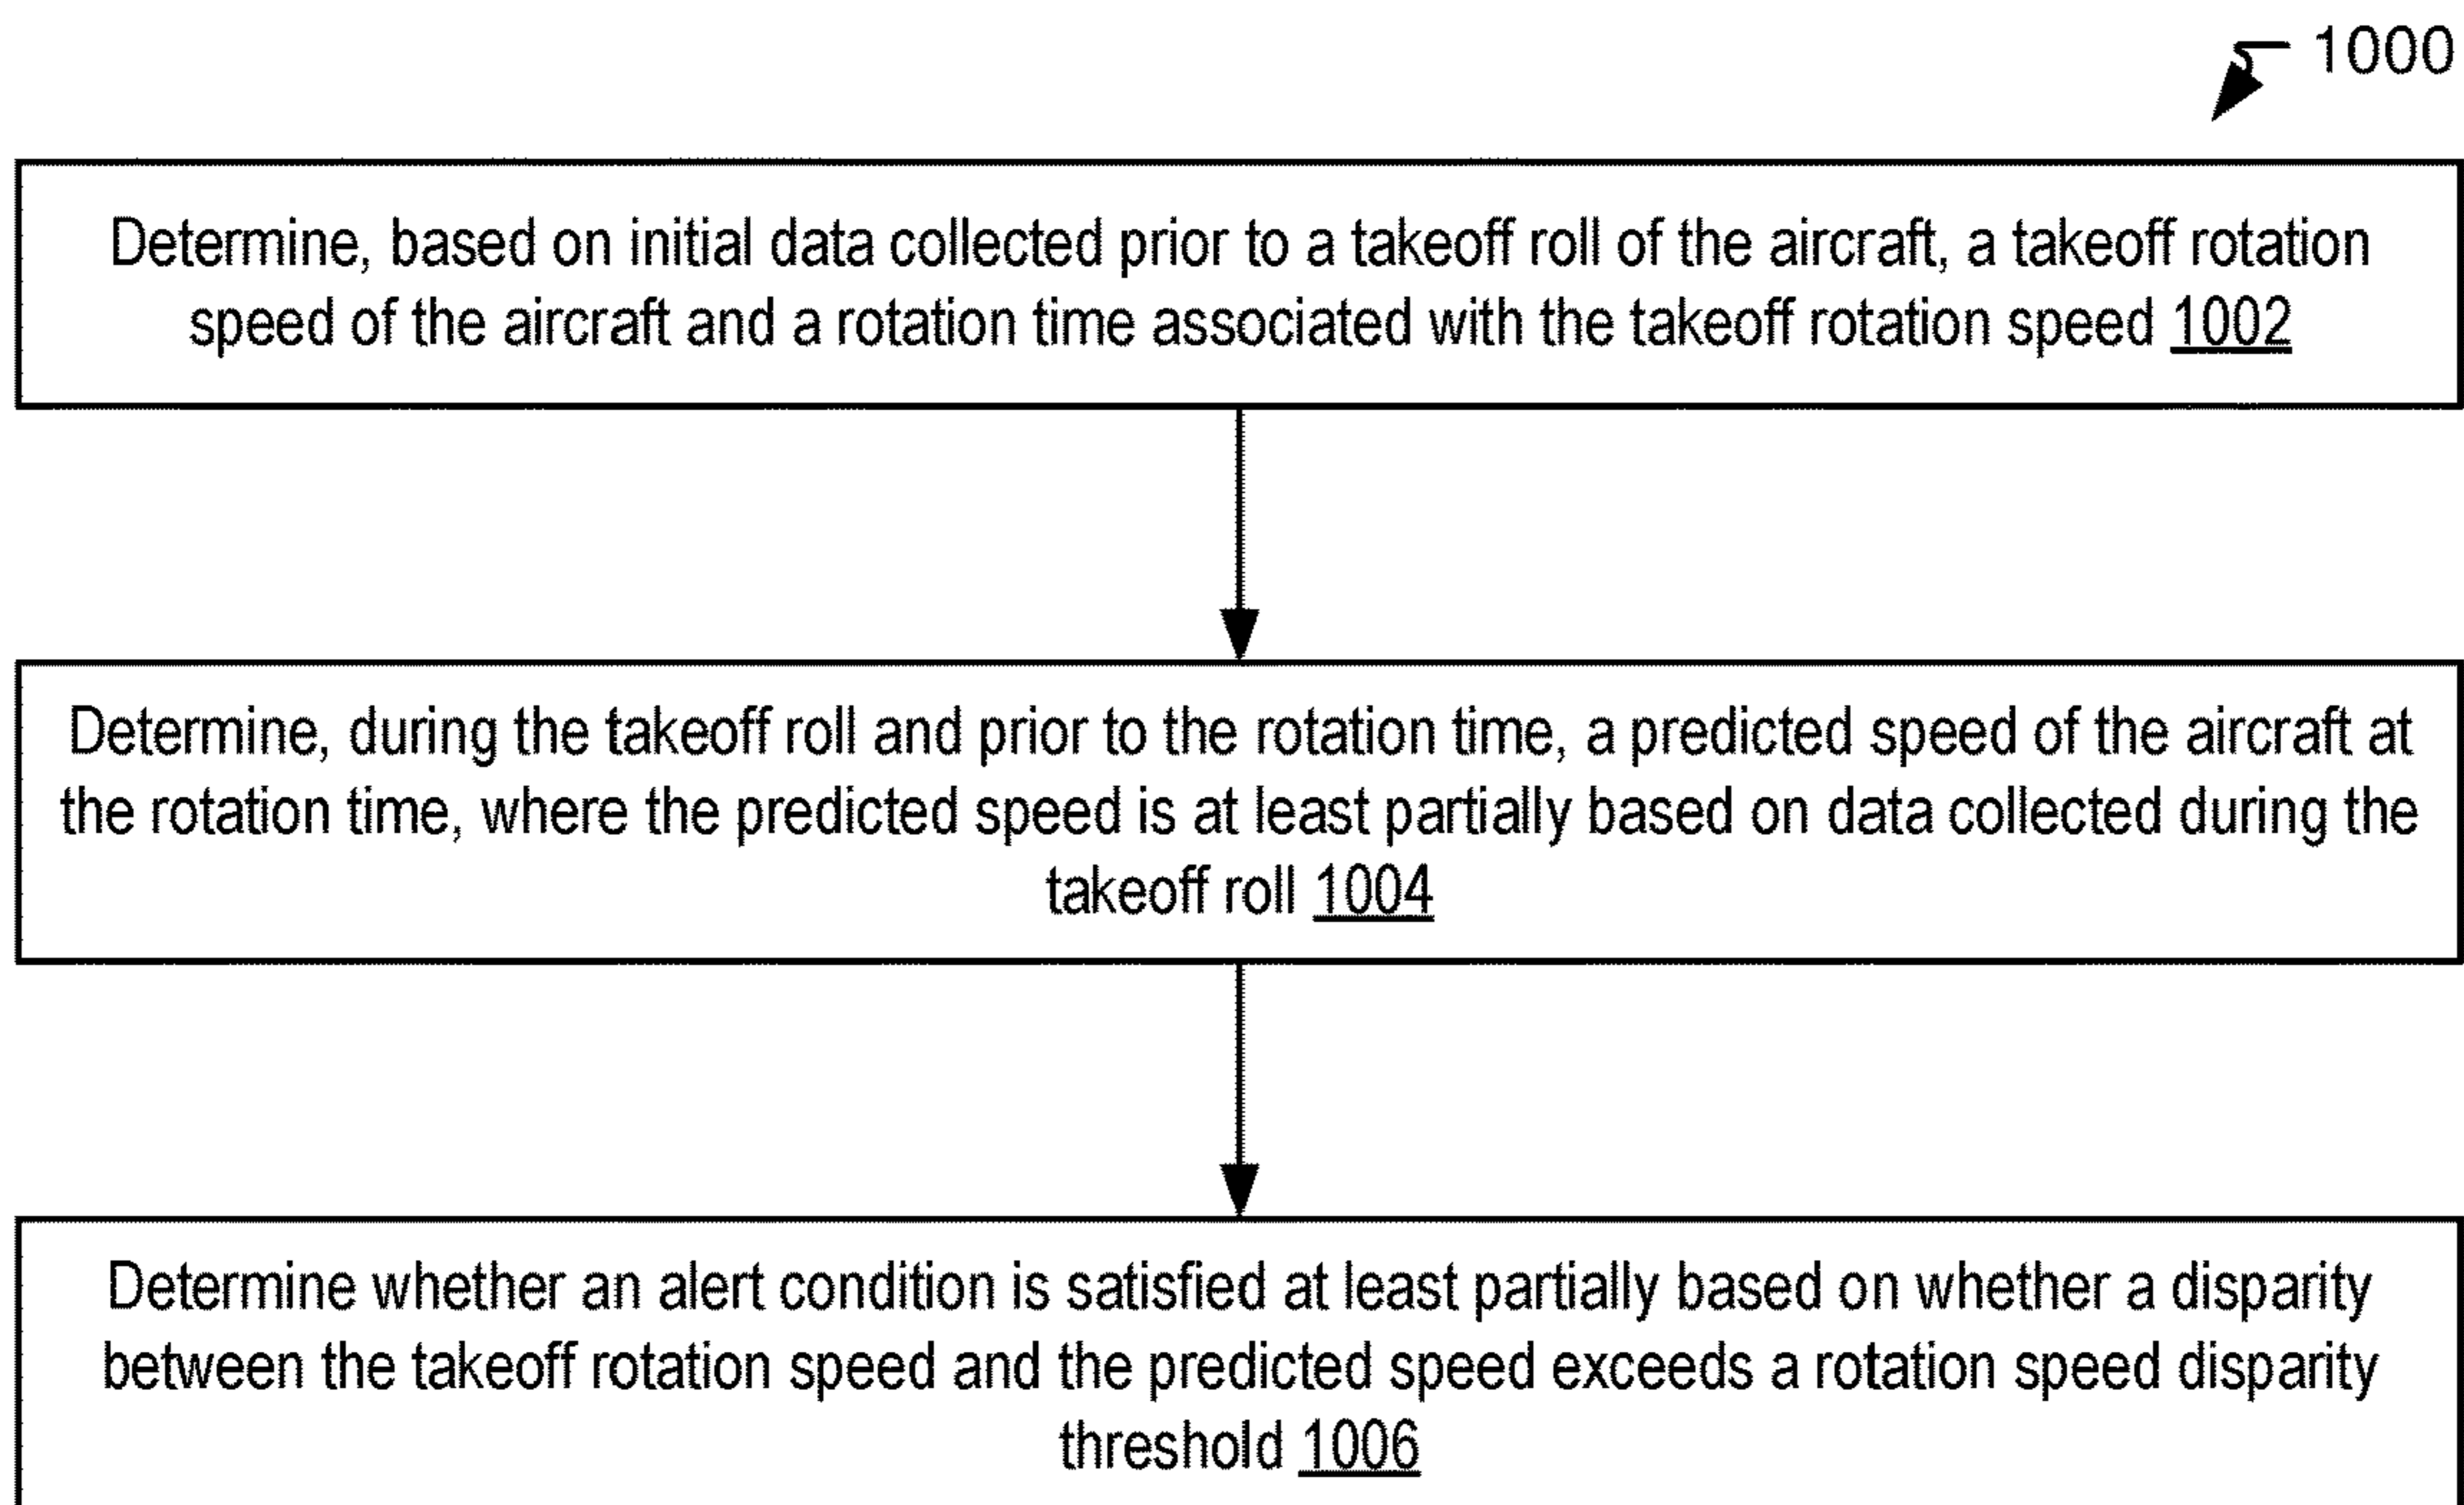 1000
Determine, based on initial data collected prior to a takeoff roll of the aircraft, a takeoff rotation
speed of the aircraft and a rotation time associated with the takeoff rotation speed 1002
Determine, during the takeoff roll and prior to the rotation time, a predicted speed of the aircraft at
the rotation time, where the predicted speed is at least partially based on data collected during the
takeoff roll 1004
Determine whether an alert condition is satisfied at least partially based on whether a disparity
between the takeoff rotation speed and the predicted speed exceeds a rotation speed disparity
threshold 1006